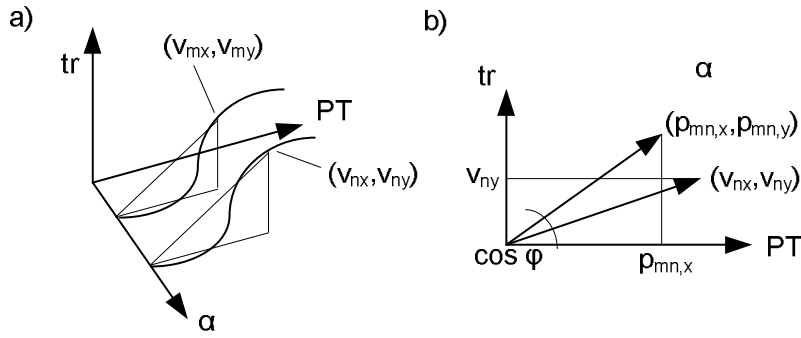 a)
tr
(vmx,vmy)
PT
(vnx,vny)
α
b)
tr
α
(pmn,x,pmn,y)
vny
(vnx,vny)
cos φ
pmn,x
PT